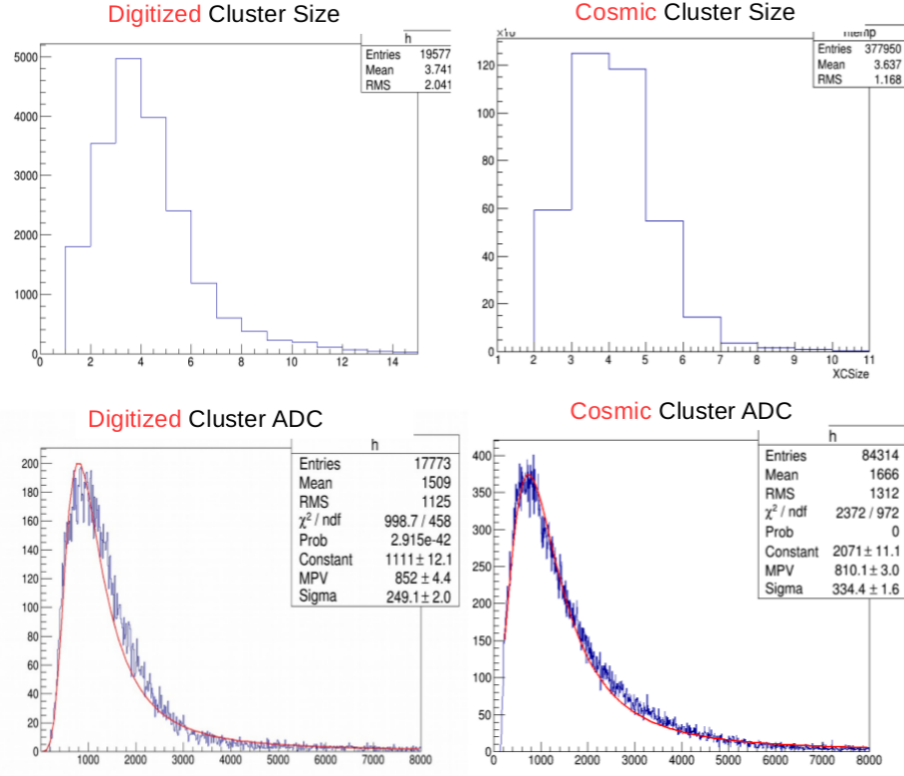 Digitized Cluster Size
h
Entries 19577
Mean 3.741
RMS 2.041
5000
4000
3000
2000
1000
0
0 2 4 6 8 10 12 14
Cosmic Cluster Size
Entries 377950
Mean 3.637
RMS 1.168
120
100
80
60
40
20
0
1 2 3 4 5 6 7 8 9 10 11
XCSize
Digitized Cluster ADC
h
Entries 17773
Mean 1509
RMS 1125
χ² / ndf 998.7 / 458
Prob 2.915e-42
Constant 1111 ± 12.1
MPV 852 ± 4.4
Sigma 249.1 ± 2.0
200
180
160
140
120
100
80
60
40
20
0
1000 2000 3000 4000 5000 6000 7000 8000
Cosmic Cluster ADC
h
Entries 84314
Mean 1666
RMS 1312
χ² / ndf 2372 / 972
Prob 0
Constant 2071 ± 11.1
MPV 810.1 ± 3.0
Sigma 334.4 ± 1.6
400
350
300
250
200
150
100
50
0
0 1000 2000 3000 4000 5000 6000 7000 8000